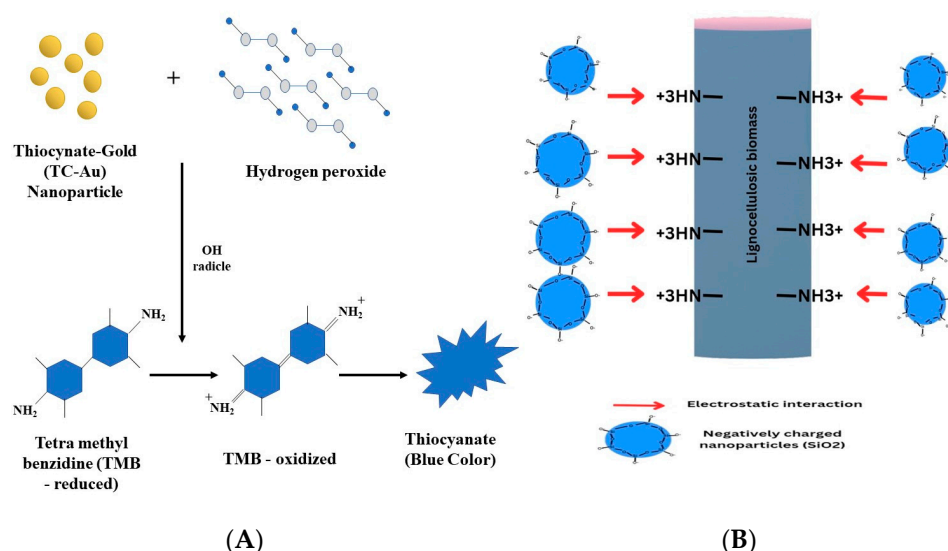 +
Thiocynate-Gold
(TC-Au)
Nanoparticle
Hydrogen peroxide
OH
radicle
NH2
NH2
Tetra methyl
benzidine (TMB
- reduced)
+
NH2
+
NH2
TMB - oxidized
Thiocyanate
(Blue Color)
(A)
B)
+3HN
NH3+
+3HN
NH3+
+3HN
NH3+
+3HN
NH3+
Lignocellulosic biomass
Electrostatic interaction
Negatively charged
nanoparticles (SiO2)
(B)